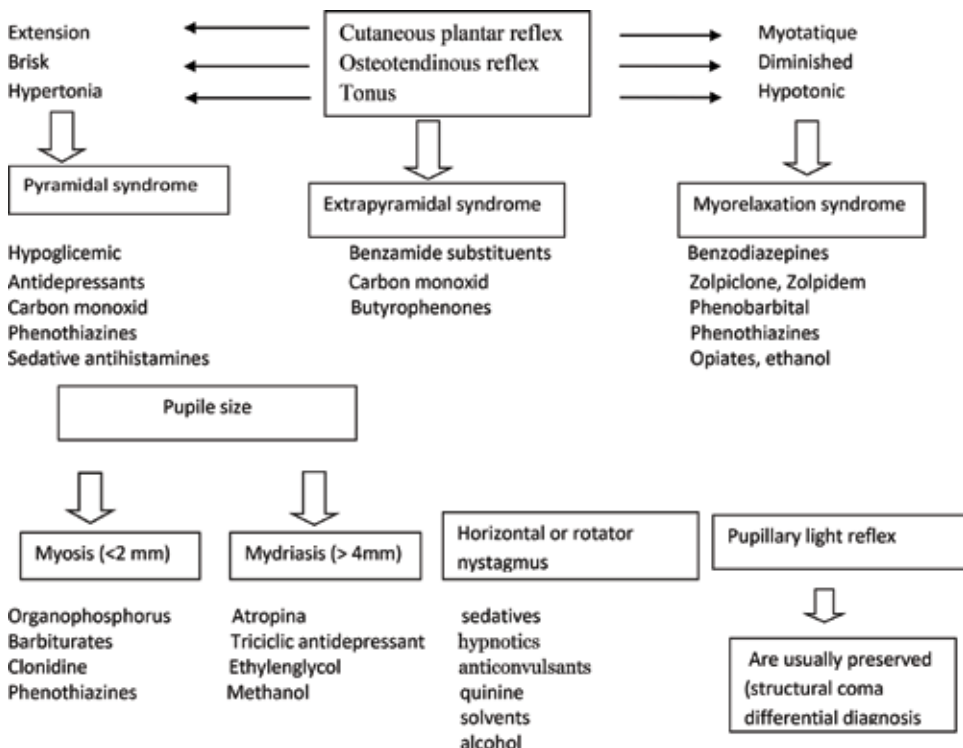 Extension
Brisk
Hypertonia
Cutaneous plantar reflex
Osteotendinous reflex
Tonus
Myotatique
Diminished
Hypotonic
Pyramidal syndrome
Extrapyramidal syndrome
Myorelaxation syndrome
Hypoglicemic
Antidepressants
Carbon monoxid
Phenothiazines
Sedative antihistamines
Benzamide substituents
Carbon monoxid
Butyrophenones
Benzodiazepines
Zolpiclone, Zolpidem
Phenobarbital
Phenothiazines
Opiates, ethanol
Pupile size
Myosis (<2 mm)
Mydriasis (> 4mm)
Horizontal or rotator
nystagmus
Pupillary light reflex
Organophosphorus
Barbiturates
Clonidine
Phenothiazines
Atropina
Triciclic antidepressant
Ethylenglycol
Methanol
sedatives
hypnotics
anticonvulsants
quinine
solvents
alcohol
Are usually preserved
(structural coma
differential diagnosis